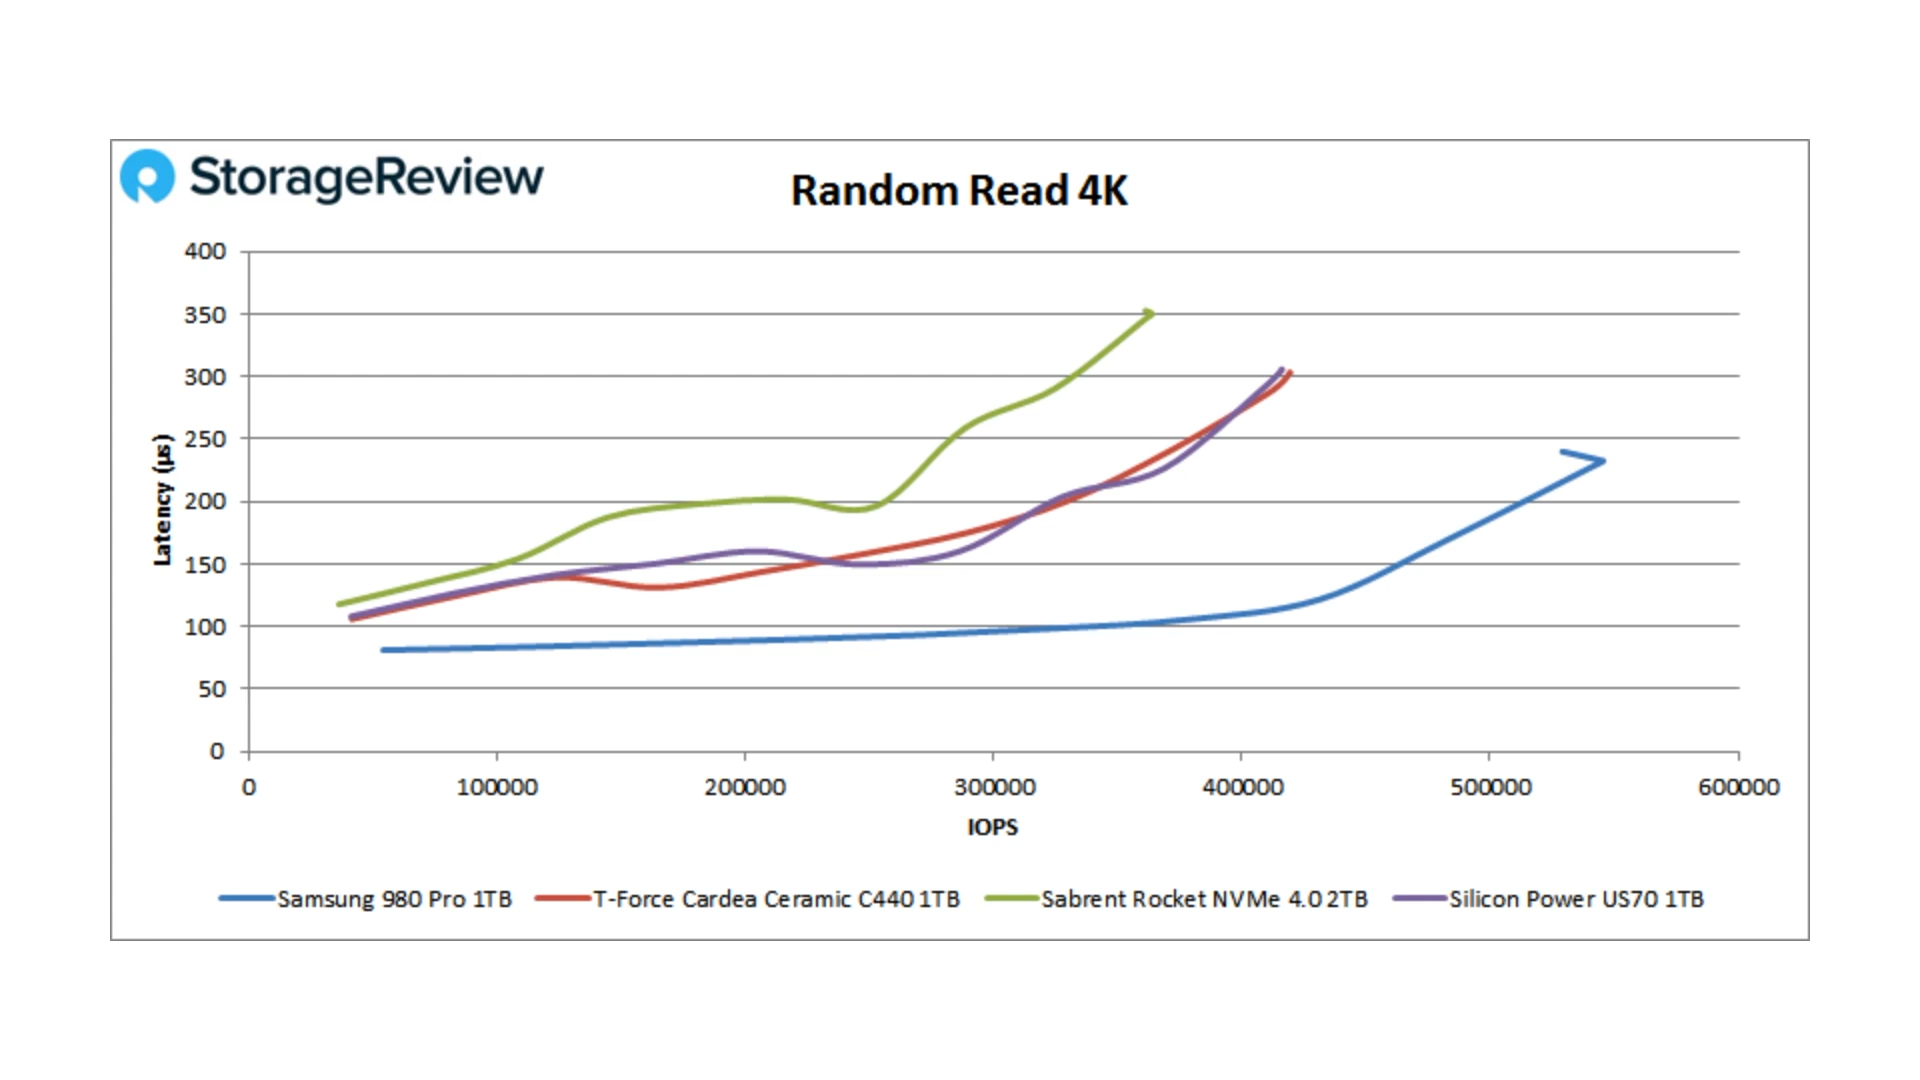 StorageReview
Random Read 4K
400
350
300
250
200
150
100
50
0
Latency (µs)
0 100000 200000 300000 400000 500000 600000
IOPS
Samsung 980 Pro 1TB T-Force Cardea Ceramic C440 1TB Sabrent Rocket NVMe 4.0 2TB Silicon Power US70 1TB